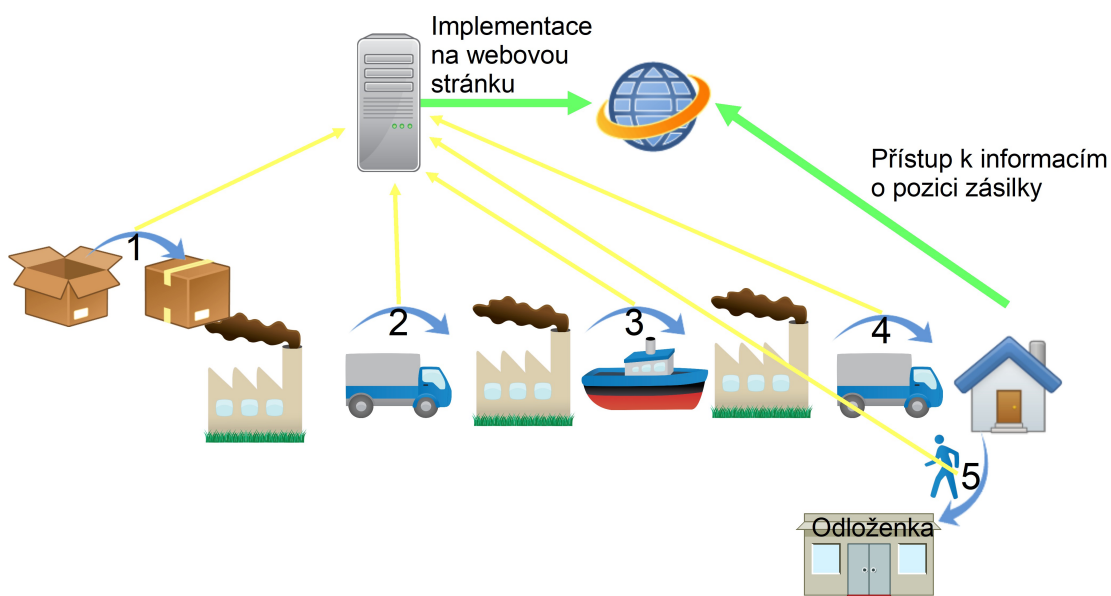 Implementace
na webovou
stránku
Přístup k informacím
o pozici zásilky
1
2
3
4
5
Odloženka